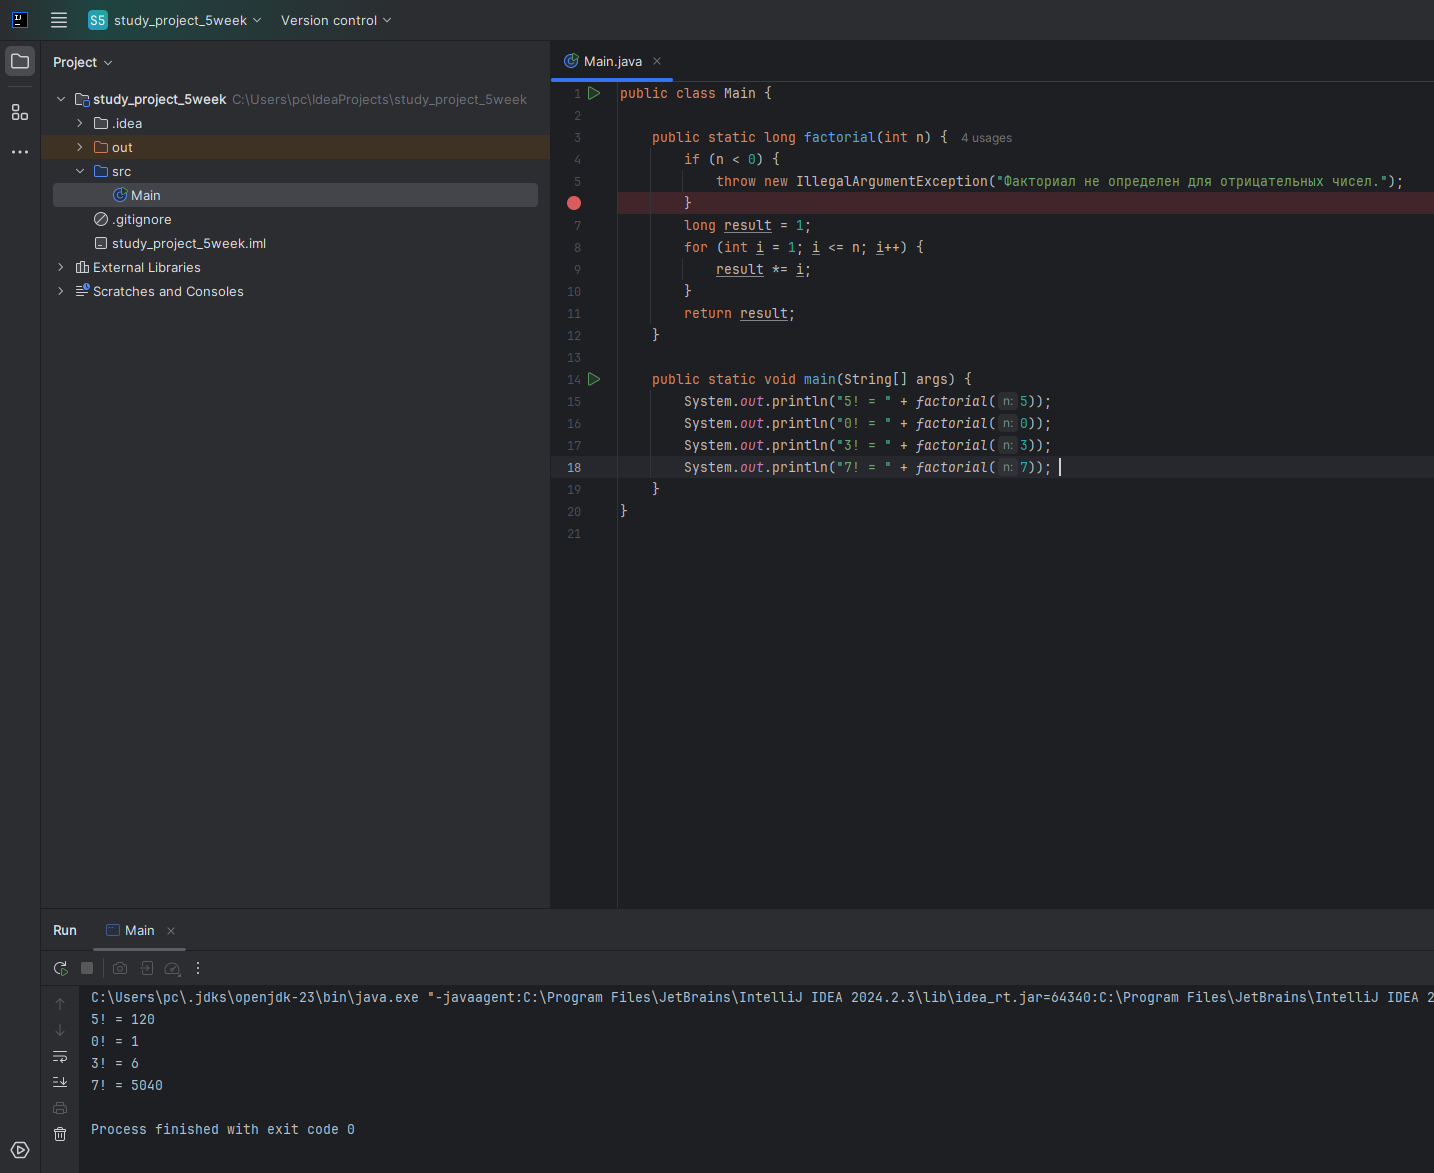 S5 study_project_5week Version control
Project
Main.java
study_project_5week C:\Users\pc\IdeaProjects\study_project_5week
.idea
out
src
Main
.gitignore
study_project_5week.iml
External Libraries
Scratches and Consoles
1 public class Main {
2
3 public static long factorial(int n) { 4 usages
4 if (n < 0) {
5 throw new IllegalArgumentException("Факториал не определен для отрицательных чисел.");
}
7 long result = 1;
8 for (int i = 1; i <= n; i++) {
9 result *= i;
10 }
11 return result;
12 }
13
14 public static void main(String[] args) {
15 System.out.println("5! = " + factorial( n: 5));
16 System.out.println("0! = " + factorial( n: 0));
17 System.out.println("3! = " + factorial( n: 3));
18 System.out.println("7! = " + factorial( n: 7));
19 }
20 }
21
Run Main
C:\Users\pc\.jdks\openjdk-23\bin\java.exe "-javaagent:C:\Program Files\JetBrains\IntelliJ IDEA 2024.2.3\lib\idea_rt.jar=64340:C:\Program Files\JetBrains\IntelliJ IDEA 2
5! = 120
0! = 1
3! = 6
7! = 5040
Process finished with exit code 0